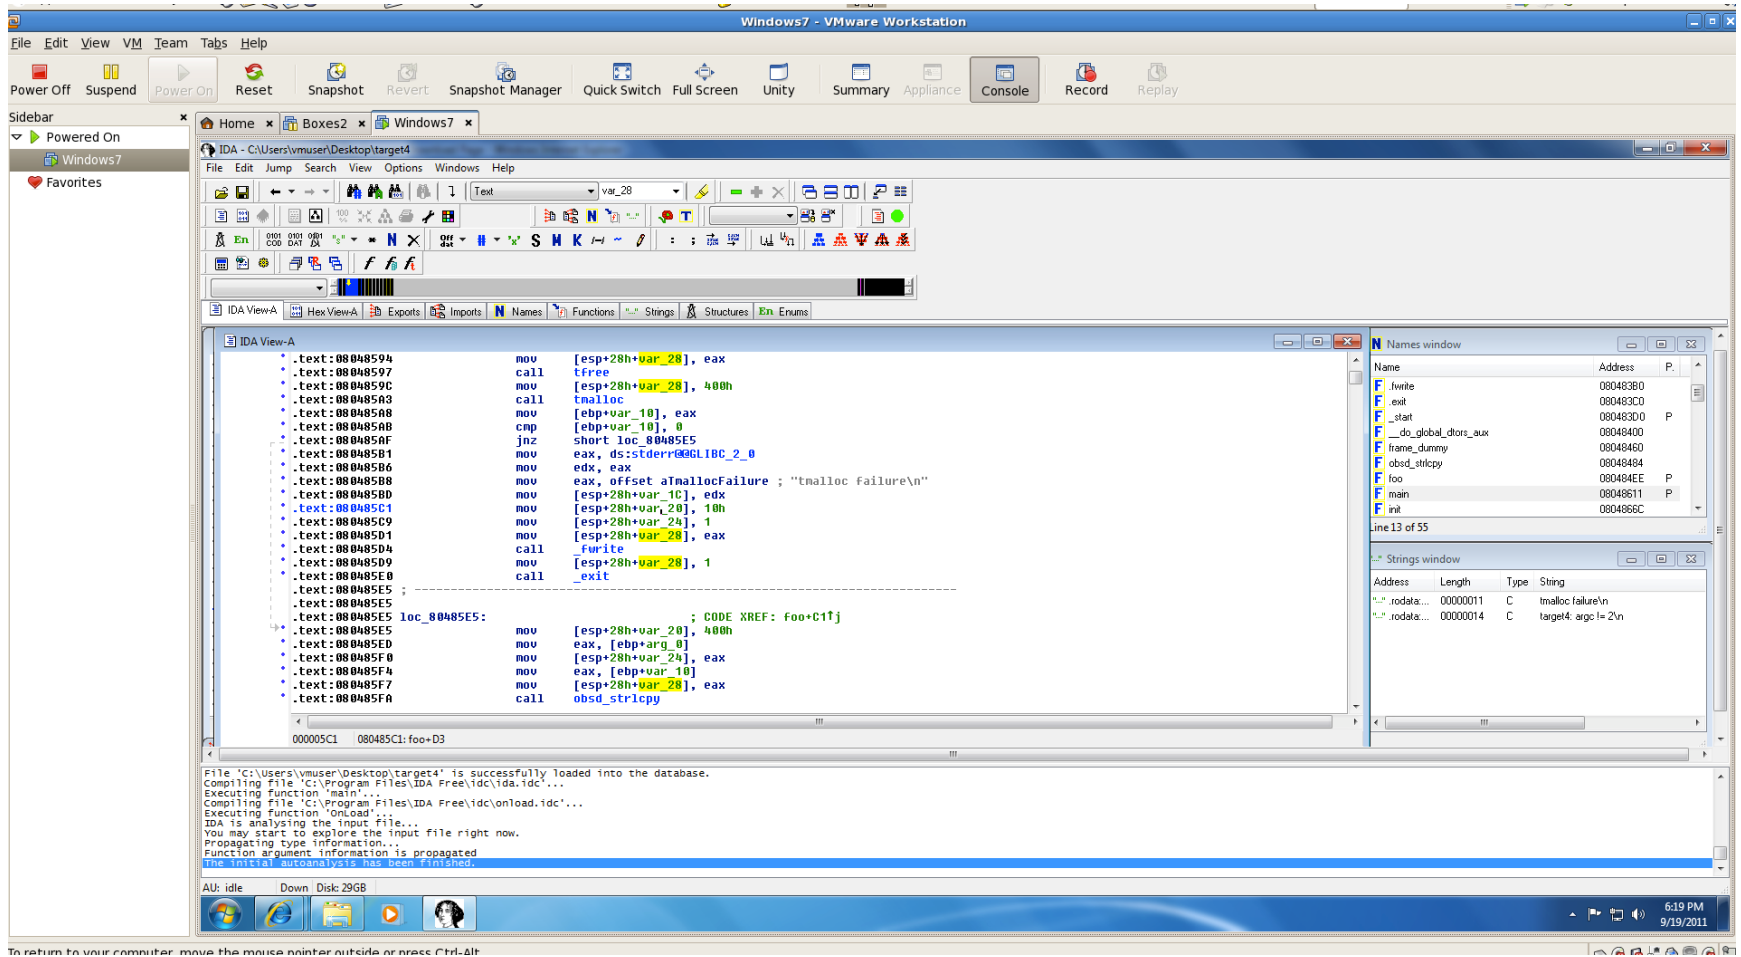 Windows7 - VMware Workstation
File Edit View VM Team Tabs Help
Power Off Suspend Power On Reset Snapshot Revert Snapshot Manager Quick Switch Full Screen Unity Summary Appliance Console Record Replay
Sidebar
Home Boxes2 Windows7
Powered On
Windows7
Favorites
IDA - C:\Users\vmuser\Desktop\target4
File Edit Jump Search View Options Windows Help
Text var_28
IDA View-A Hex View-A Exports Imports N Names Functions Strings Structures En Enums
IDA View-A
.text:08048594 mov [esp+28h+var_28], eax
.text:08048597 call tfree
.text:0804859C mov [esp+28h+var_28], 400h
.text:080485A3 call tmalloc
.text:080485A8 mov [ebp+var_10], eax
.text:080485AB cmp [ebp+var_10], 0
.text:080485AF jnz short loc_80485E5
.text:080485B1 mov eax, ds:stderr@@GLIBC_2_0
.text:080485B6 mov edx, eax
.text:080485B8 mov eax, offset aTmallocFailure ; "tmalloc failure\n"
.text:080485BD mov [esp+28h+var_1C], edx
.text:080485C1 mov [esp+28h+var_20], 10h
.text:080485C9 mov [esp+28h+var_24], 1
.text:080485D1 mov [esp+28h+var_28], eax
.text:080485D4 call _fwrite
.text:080485D9 mov [esp+28h+var_28], 1
.text:080485E0 call _exit
.text:080485E5 ; ---------------------------------------------------------------------------
.text:080485E5
.text:080485E5 loc_80485E5: ; CODE XREF: foo+C1↑j
.text:080485E5 mov [esp+28h+var_20], 400h
.text:080485ED mov eax, [ebp+arg_0]
.text:080485F0 mov [esp+28h+var_24], eax
.text:080485F4 mov eax, [ebp+var_10]
.text:080485F7 mov [esp+28h+var_28], eax
.text:080485FA call obsd_strlcpy
000005C1 080485C1: foo+D3
N Names window
Name Address P.
F .fwrite 080483B0
F .exit 080483C0
F _start 080483D0 P
F __do_global_dtors_aux 08048400
F frame_dummy 08048460
F obsd_strlcpy 08048484
F foo 080484EE P
F main 08048611 P
F init 0804866C
Line 13 of 55
Strings window
Address Length Type String
.rodata:... 00000011 C tmalloc failure\n
.rodata:... 00000014 C target4: argc != 2\n
File 'C:\Users\vmuser\Desktop\target4' is successfully loaded into the database.
Compiling file 'C:\Program Files\IDA Free\idc\ida.idc'...
Executing function 'main'...
Compiling file 'C:\Program Files\IDA Free\idc\onload.idc'...
Executing function 'OnLoad'...
IDA is analysing the input file...
You may start to explore the input file right now.
Propagating type information...
Function argument information is propagated
The initial autoanalysis has been finished.
AU: idle Down Disk: 29GB
6:19 PM
9/19/2011
To return to your computer, move the mouse pointer outside or press Ctrl-Alt.